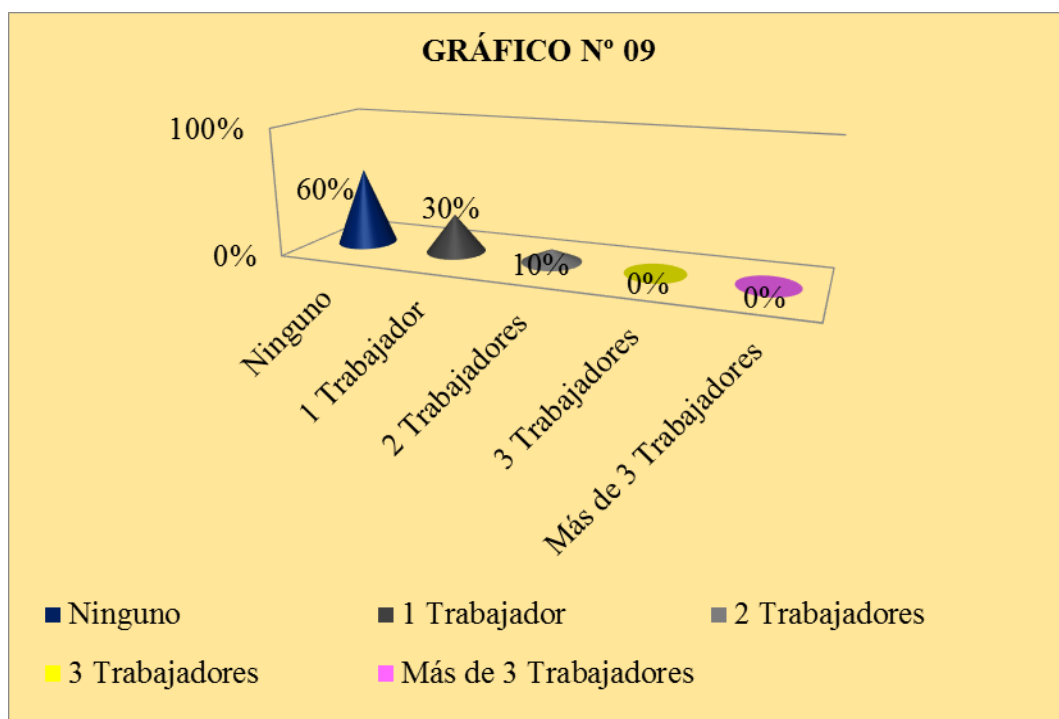 GRÁFICO Nº 09
100%
0%
60%
30%
10%
0%
0%
Ninguno
1 Trabajador
2 Trabajadores
3 Trabajadores
Más de 3 Trabajadores
Ninguno
1 Trabajador
2 Trabajadores
3 Trabajadores
Más de 3 Trabajadores